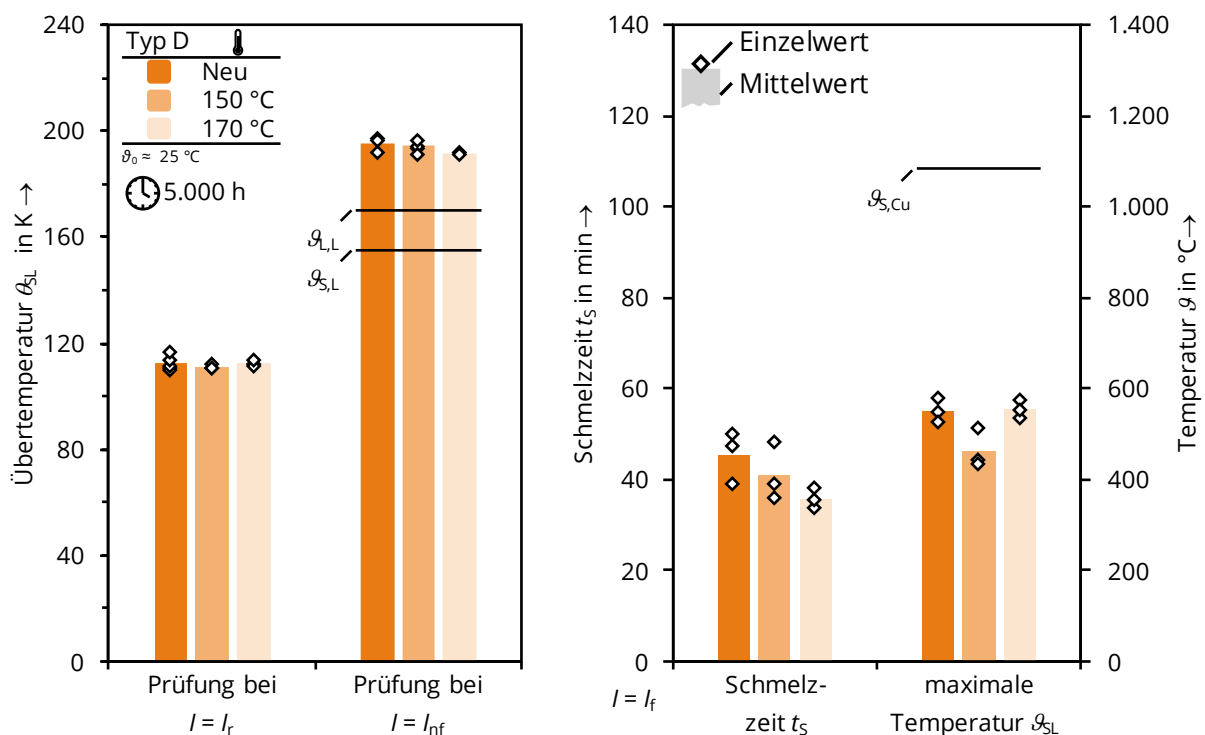 Übertemperatur θSL in K →
240
200
160
120
80
40
0
Typ D
Neu
150 °C
170 °C
ϑ0 ≈ 25 °C
5.000 h
ϑL,L
ϑS,L
Prüfung bei
I = Ir
Prüfung bei
I = Inf
Schmelzzeit tS in min →
140
120
100
80
60
40
20
0
Einzelwert
Mittelwert
ϑS,Cu
I = If
Schmelz-
zeit tS
maximale
Temperatur ϑSL
1.400
1.200
1.000
800
600
400
200
0
Temperatur ϑ in °C →